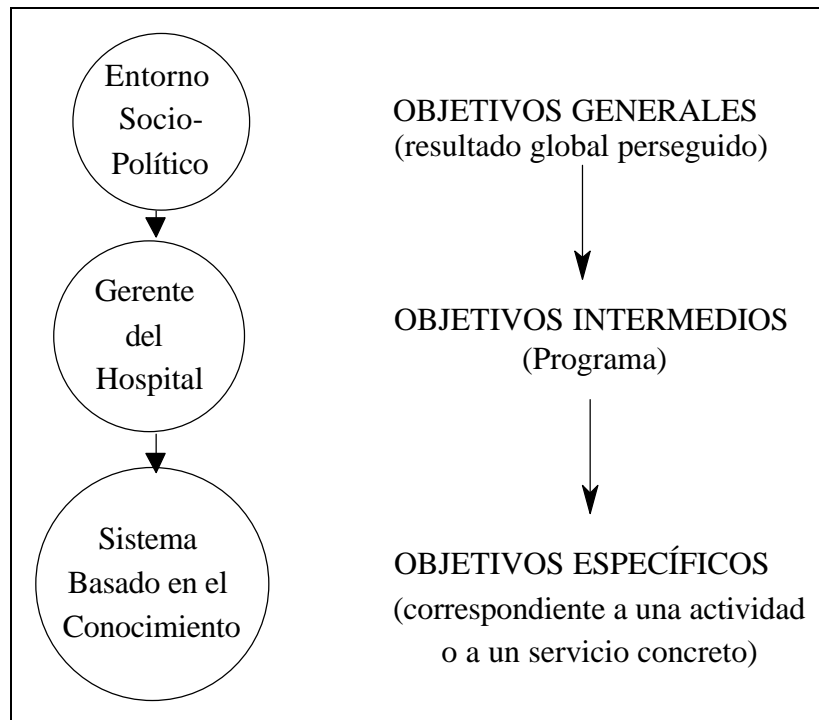 Entorno
Socio-
Político
OBJETIVOS GENERALES
(resultado global perseguido)
Gerente
del
Hospital
OBJETIVOS INTERMEDIOS
(Programa)
Sistema
Basado en el
Conocimiento
OBJETIVOS ESPECÍFICOS
(correspondiente a una actividad
o a un servicio concreto)